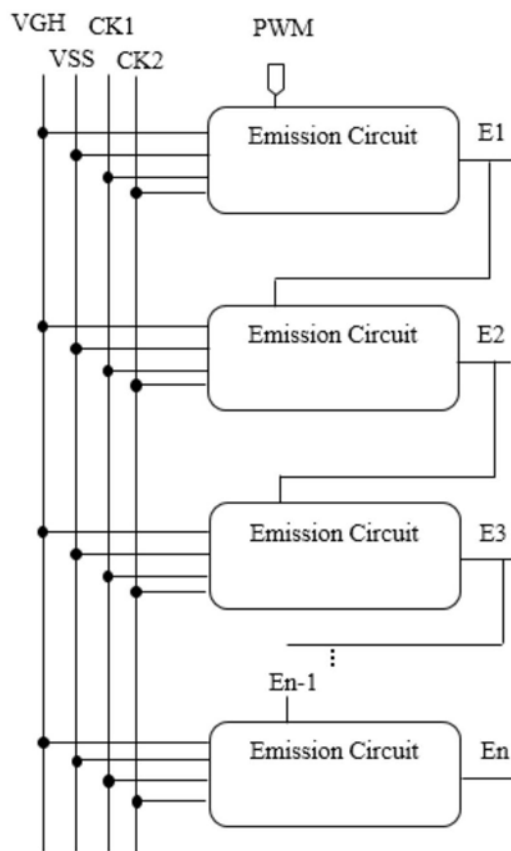 VGH CK1 PWM
VSS CK2
Emission Circuit E1
Emission Circuit E2
Emission Circuit E3
En-1
Emission Circuit En